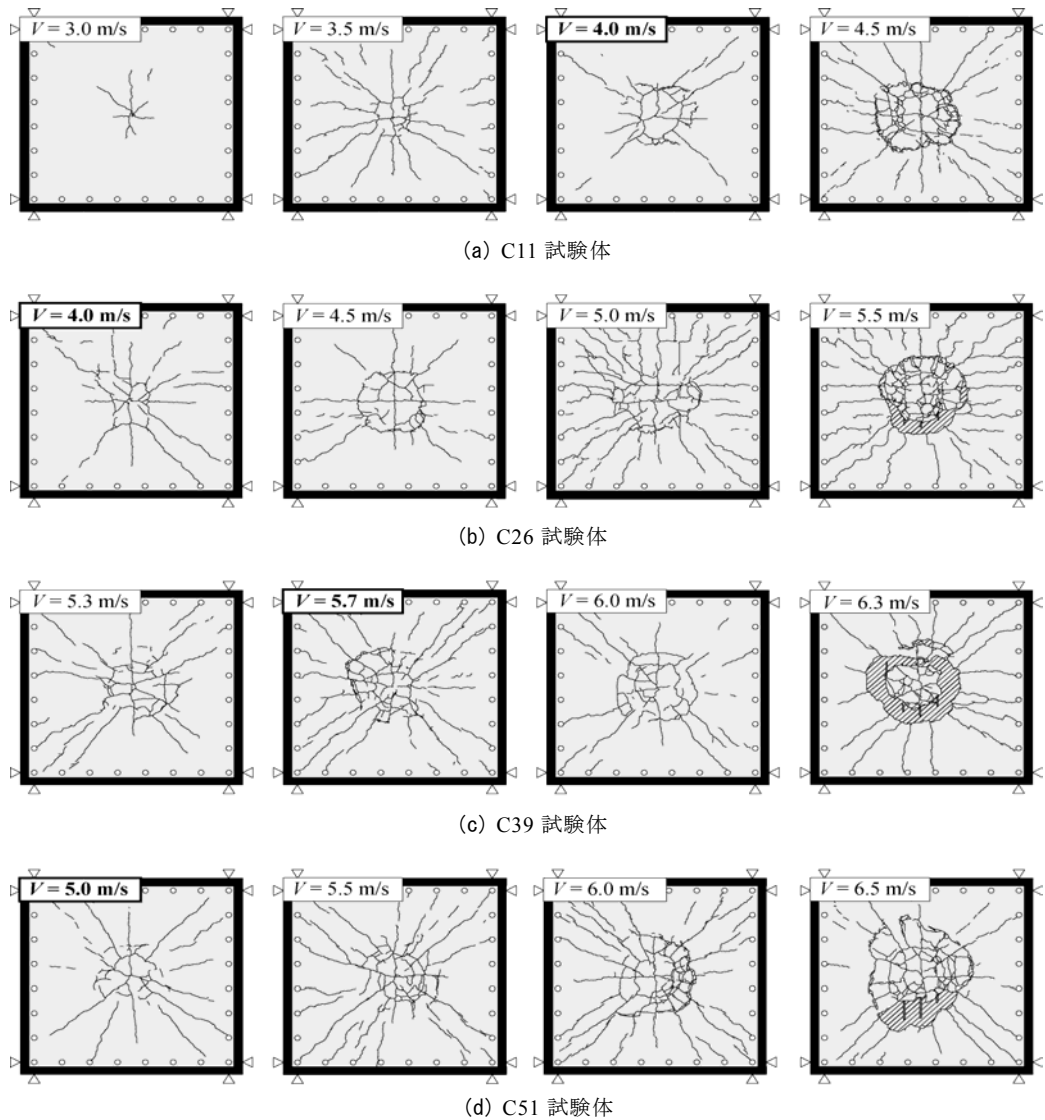 V = 3.0 m/s V = 3.5 m/s V = 4.0 m/s V = 4.5 m/s
(a) C11 試験体
V = 4.0 m/s V = 4.5 m/s V = 5.0 m/s V = 5.5 m/s
(b) C26 試験体
V = 5.3 m/s V = 5.7 m/s V = 6.0 m/s V = 6.3 m/s
(c) C39 試験体
V = 5.0 m/s V = 5.5 m/s V = 6.0 m/s V = 6.5 m/s
(d) C51 試験体